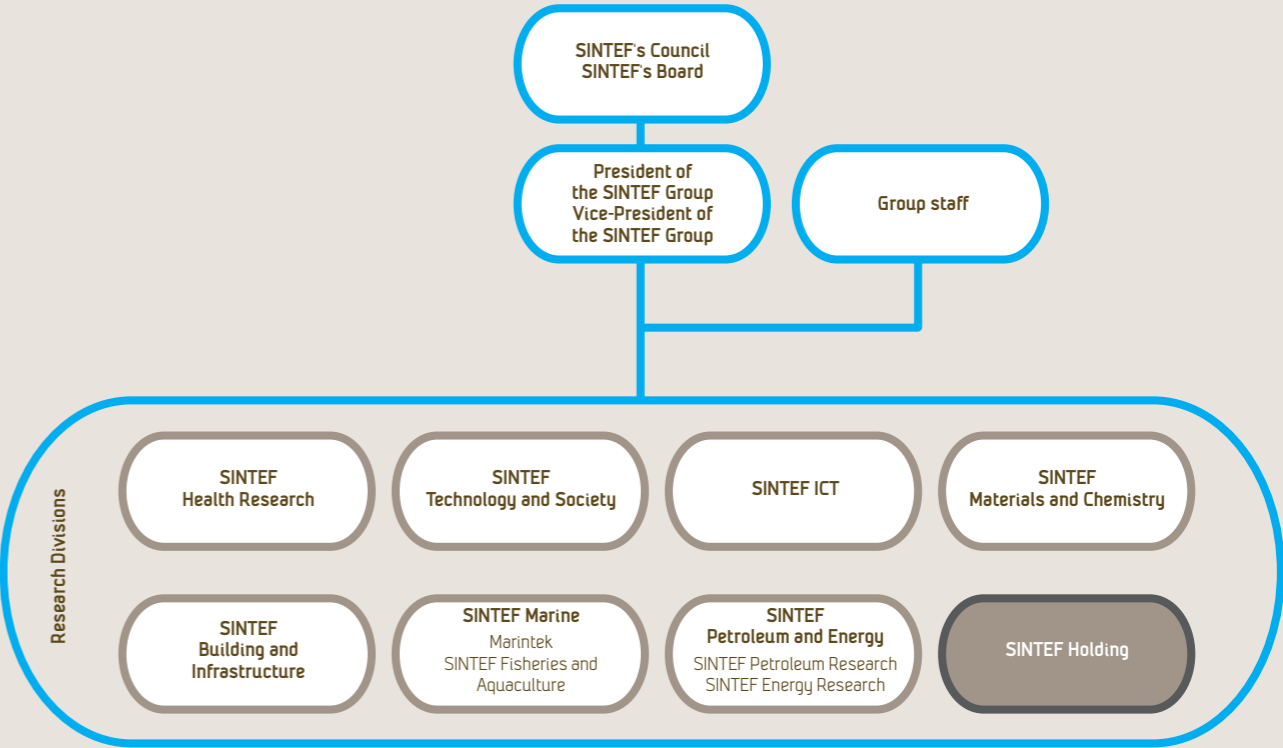 SINTEF's Council
SINTEF's Board
President of
the SINTEF Group
Vice-President of
the SINTEF Group
Group staff
Research Divisions
SINTEF
Health Research
SINTEF
Technology and Society
SINTEF ICT
SINTEF
Materials and Chemistry
SINTEF
Building and
Infrastructure
SINTEF Marine
Marintek
SINTEF Fisheries and
Aquaculture
SINTEF
Petroleum and Energy
SINTEF Petroleum Research
SINTEF Energy Research
SINTEF Holding